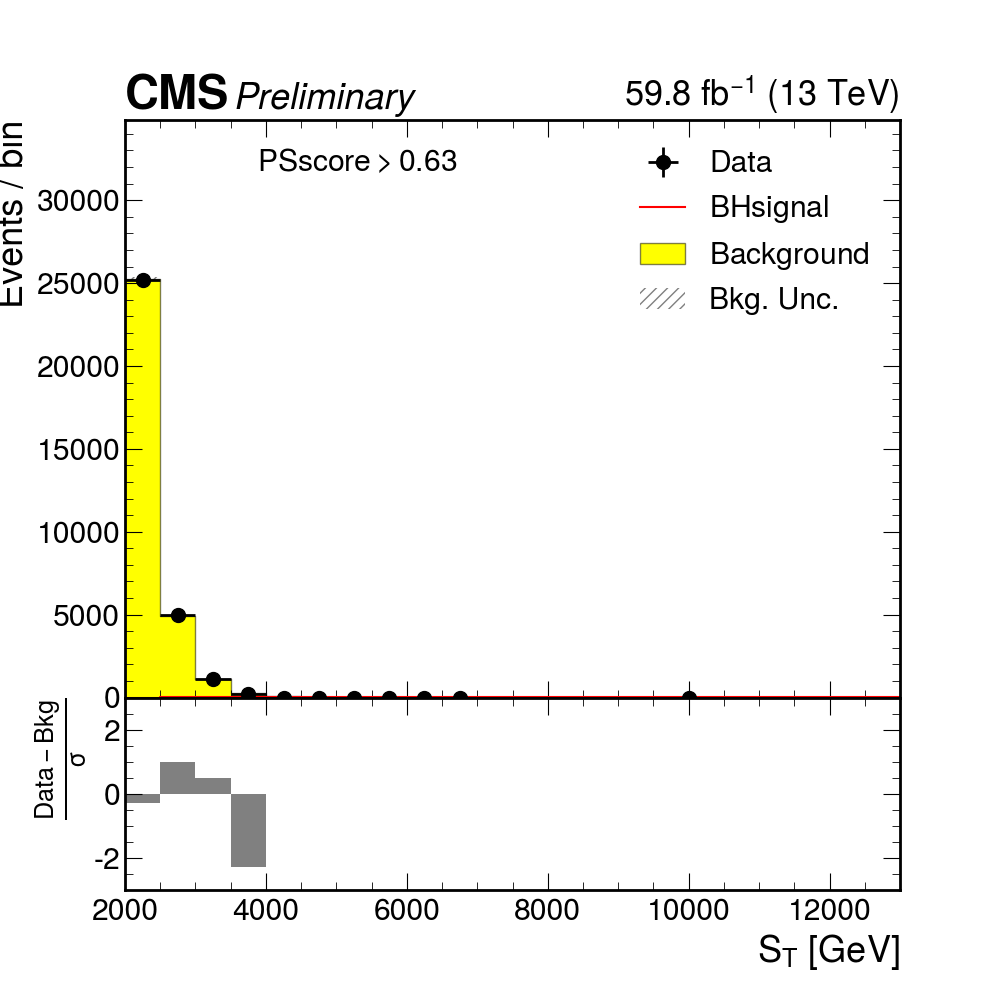 CMS Preliminary
59.8 fb⁻¹ (13 TeV)
Events / bin
PSscore > 0.63
Data
BHsignal
Background
Bkg. Unc.
30000
25000
20000
15000
10000
5000
0
Data – Bkg
σ
2
0
-2
2000 4000 6000 8000 10000 12000
S_T [GeV]